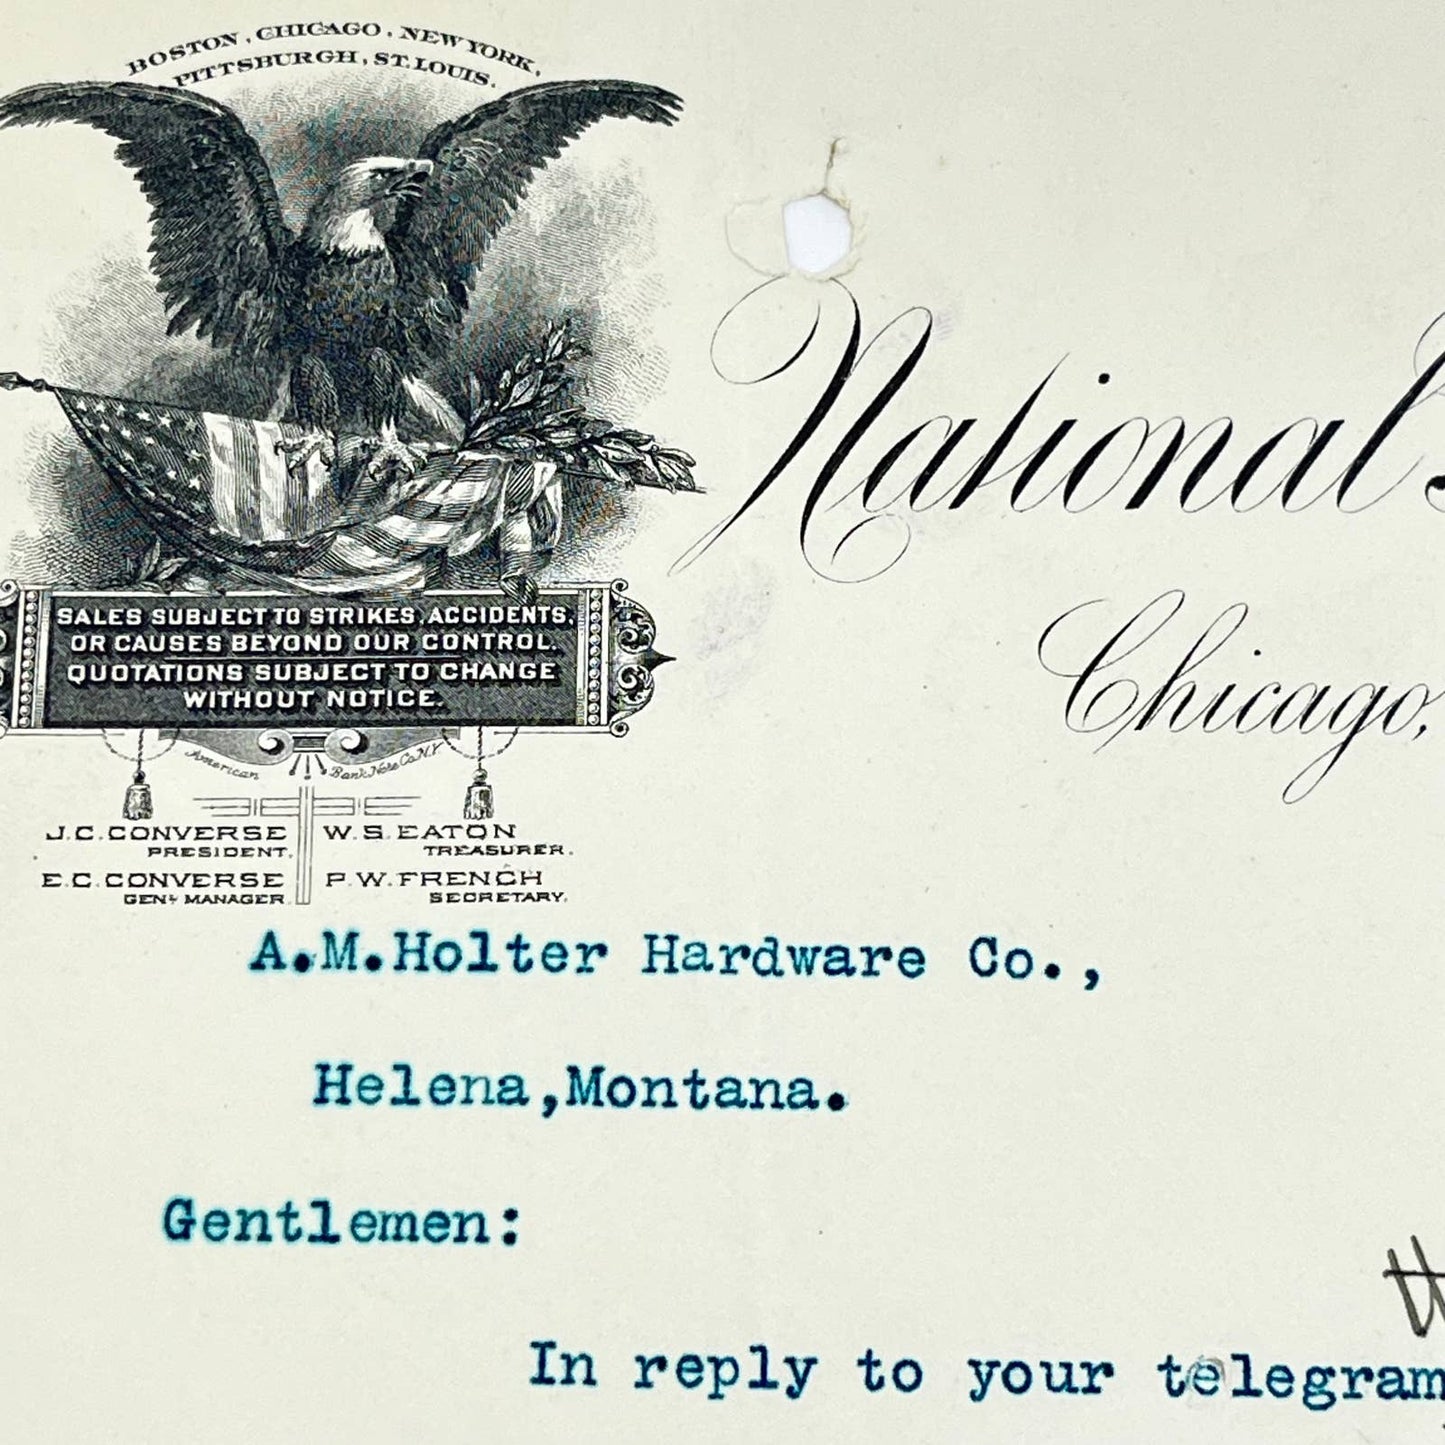 BOSTON, CHICAGO, NEW YORK,
PITTSBURGH, ST. LOUIS.
National
Chicago,
SALES SUBJECT TO STRIKES, ACCIDENTS,
OR CAUSES BEYOND OUR CONTROL.
QUOTATIONS SUBJECT TO CHANGE
WITHOUT NOTICE.
American Bank Note Co. N.Y.
J. C. CONVERSE
PRESIDENT.
W. S. EATON
TREASURER.
E. C. CONVERSE
GENL MANAGER.
P. W. FRENCH
SECRETARY.
A.M.Holter Hardware Co.,
Helena,Montana.
Gentlemen:
In reply to your telegram